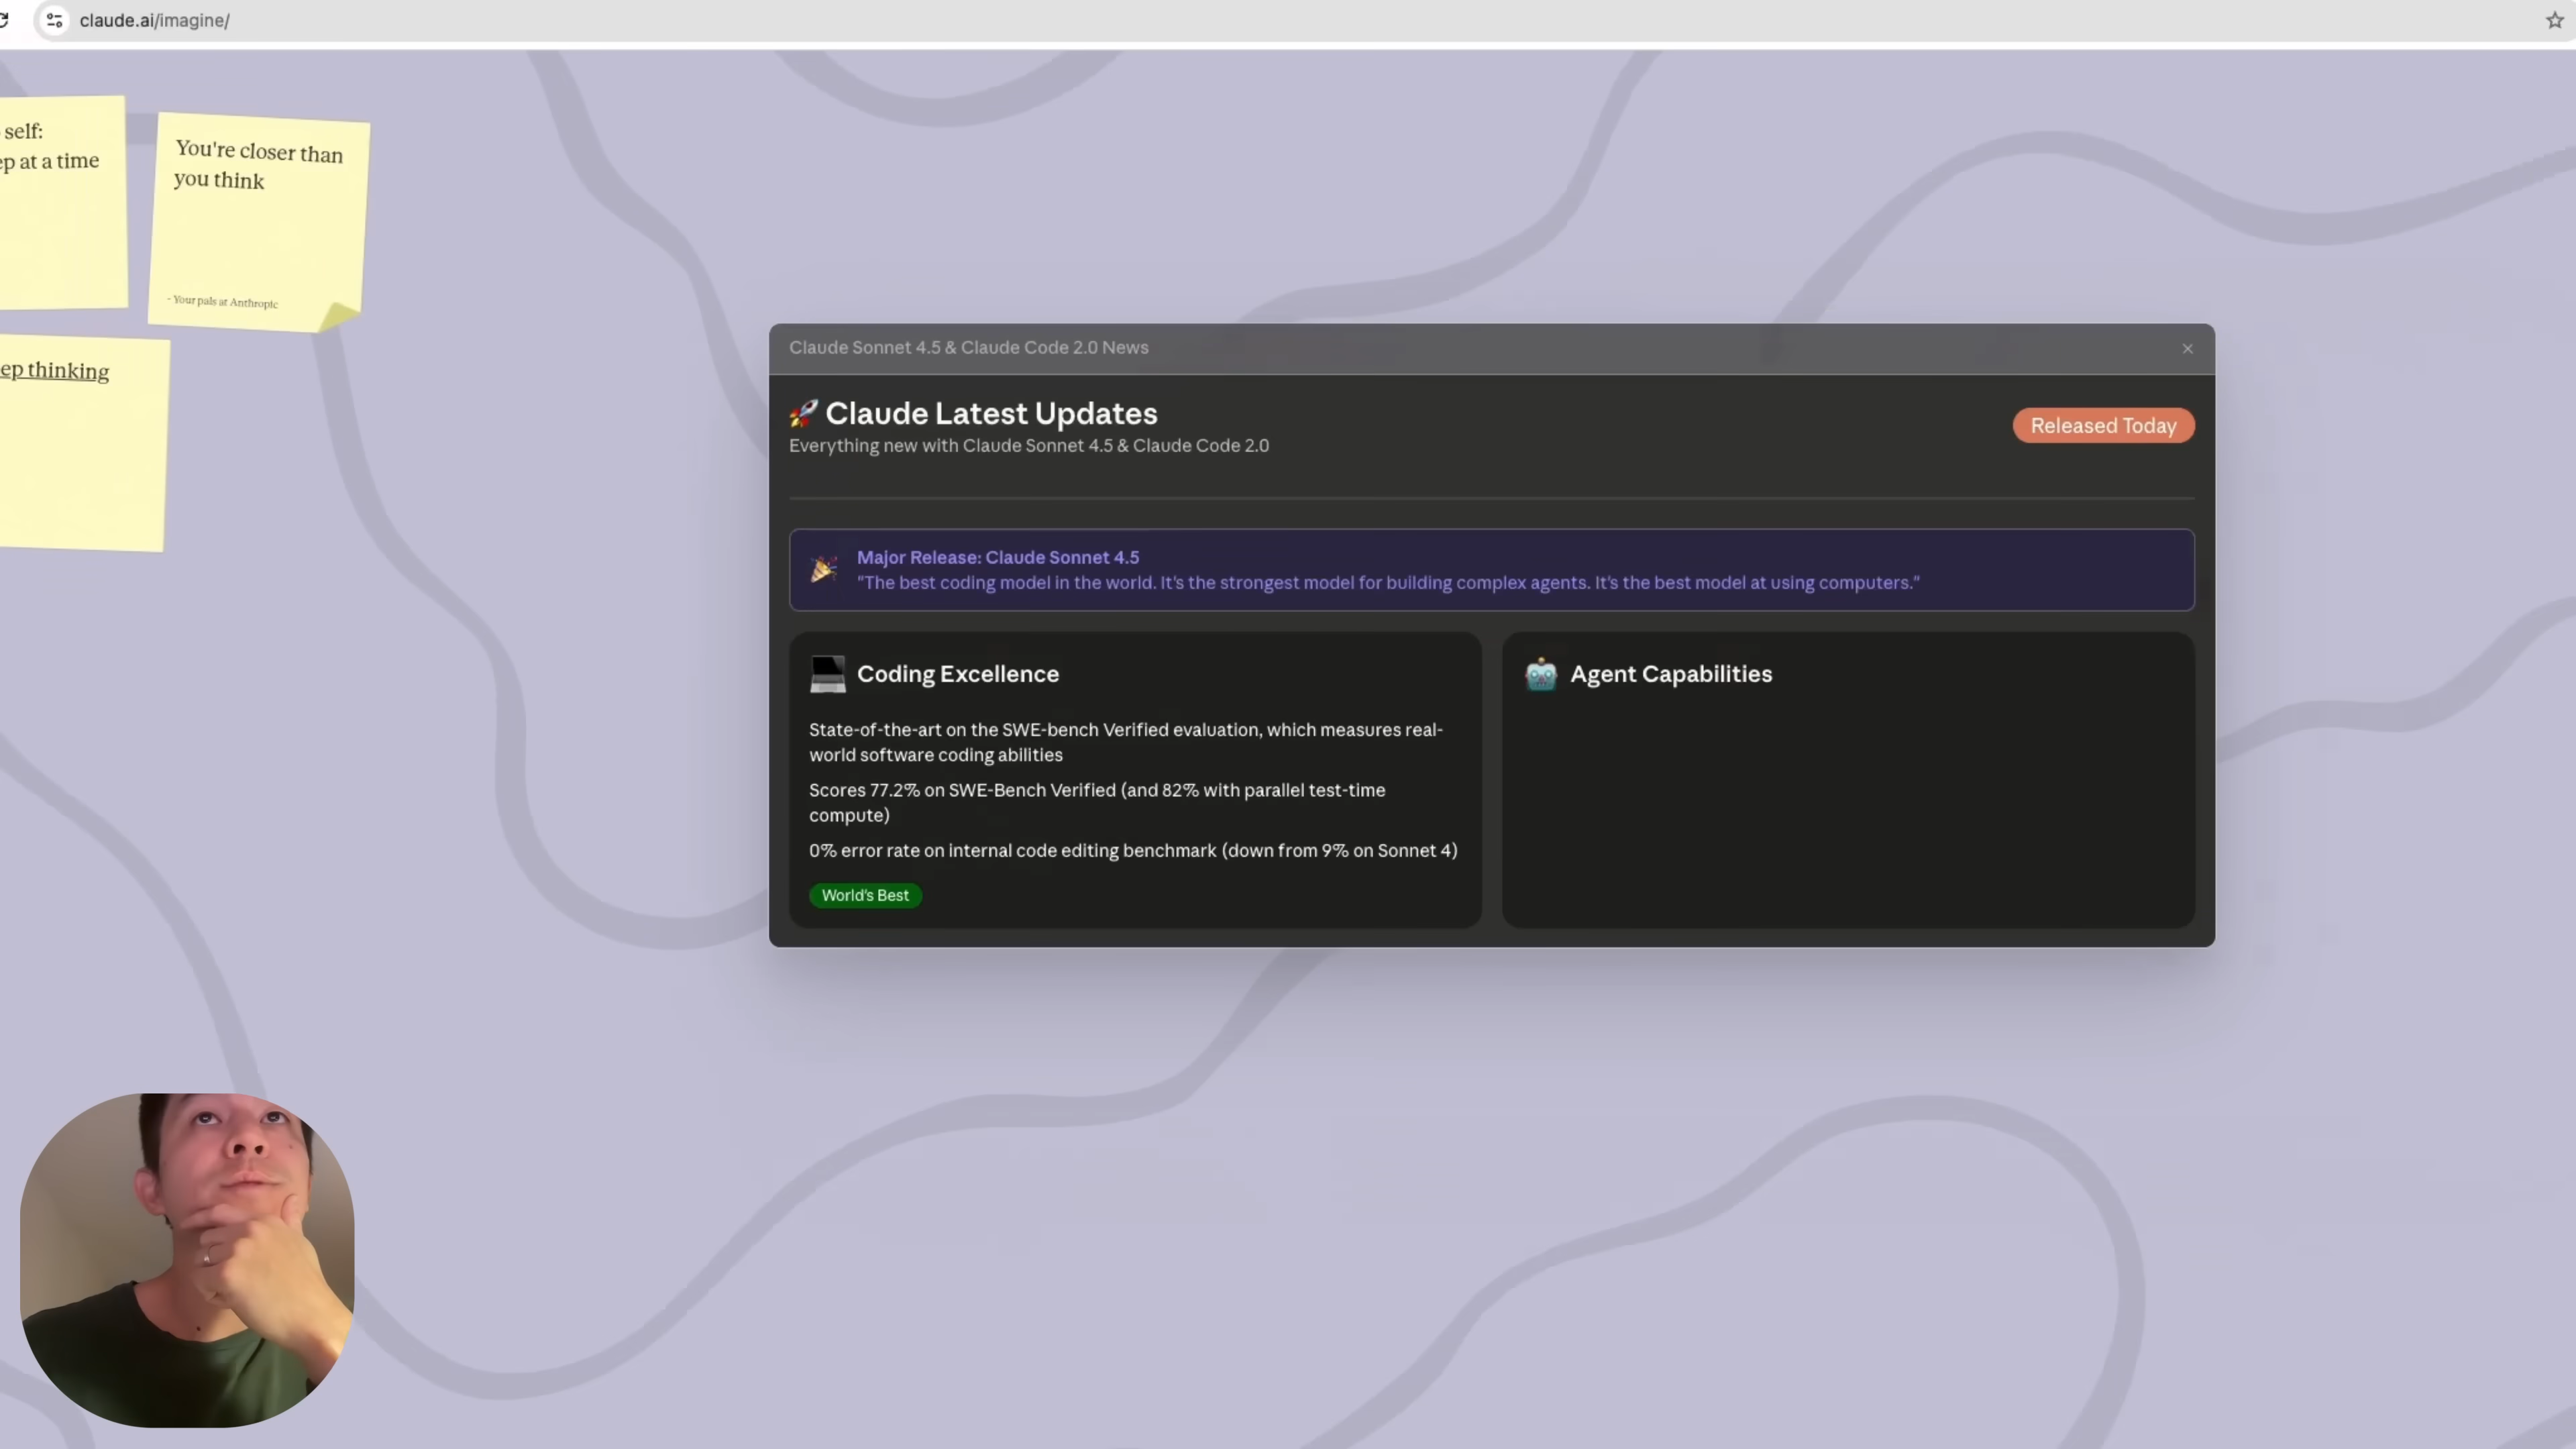 claude.ai/imagine/
self:
at a time
You're closer than
you think
- Your pals at Anthropic
thinking
Claude Sonnet 4.5 & Claude Code 2.0 News
🚀 Claude Latest Updates
Everything new with Claude Sonnet 4.5 & Claude Code 2.0
Released Today
Major Release: Claude Sonnet 4.5
"The best coding model in the world. It's the strongest model for building complex agents. It's the best model at using computers."
Coding Excellence
State-of-the-art on the SWE-bench Verified evaluation, which measures real-
world software coding abilities
Scores 77.2% on SWE-Bench Verified (and 82% with parallel test-time
compute)
0% error rate on internal code editing benchmark (down from 9% on Sonnet 4)
World's Best
Agent Capabilities